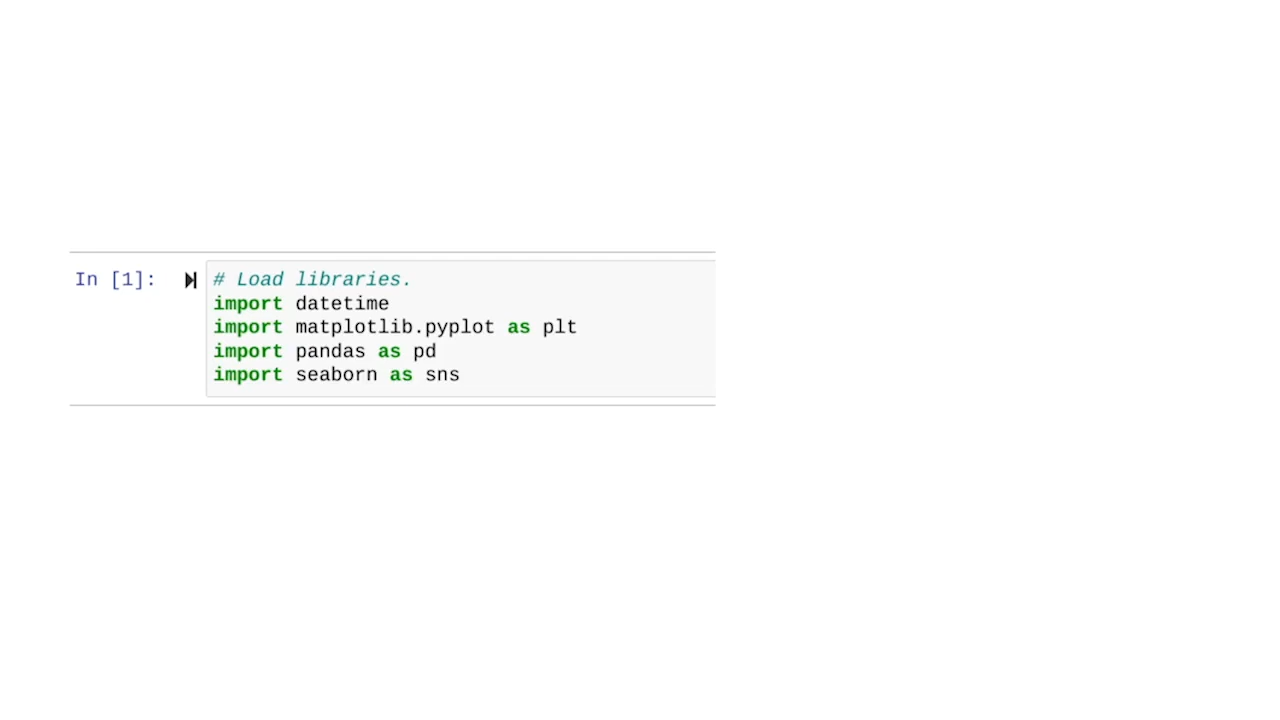 In [1]: # Load libraries.
import datetime
import matplotlib.pyplot as plt
import pandas as pd
import seaborn as sns